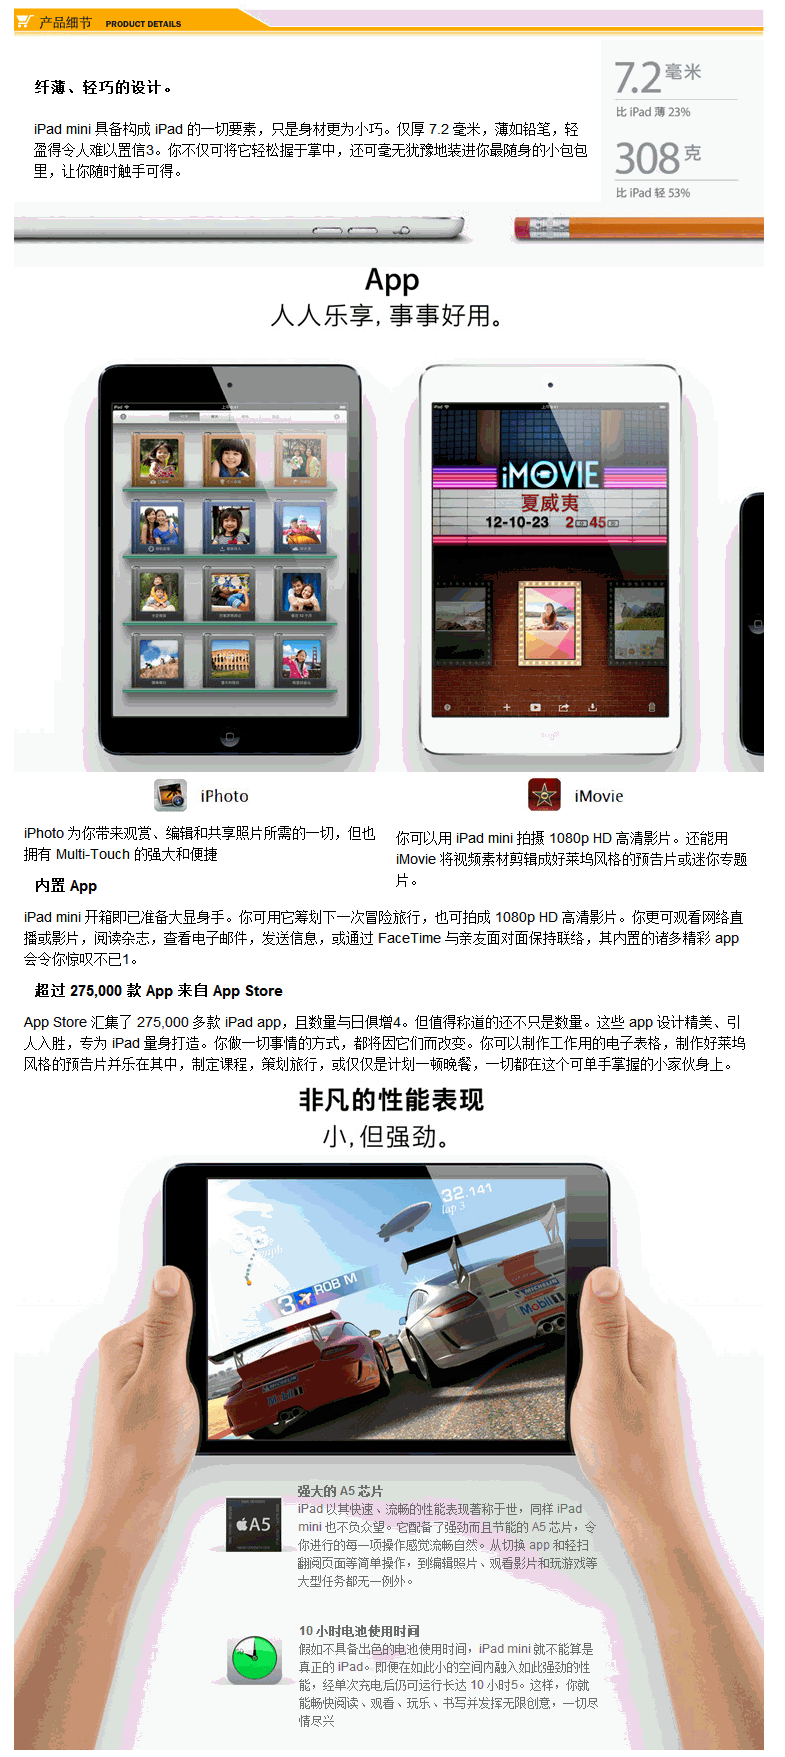 产品细节 PRODUCT DETAILS
纤薄、轻巧的设计。
iPad mini 具备构成 iPad 的一切要素，只是身材更为小巧。仅厚 7.2 毫米，薄如铅笔，轻
盈得令人难以置信3。你不仅可将它轻松握于掌中，还可毫无犹豫地装进你最随身的小包包
里，让你随时触手可得。
7.2毫米
比 iPad 薄 23%
308克
比 iPad 轻 53%
App
人人乐享，事事好用。
iPad
iPad
iMOVIE
夏威夷
12-10-23 2 45
iPhoto
iMovie
iPhoto 为你带来观赏、编辑和共享照片所需的一切，但也
拥有 Multi-Touch 的强大和便捷
你可以用 iPad mini 拍摄 1080p HD 高清影片。还能用
iMovie 将视频素材剪辑成好莱坞风格的预告片或迷你专题
片。
内置 App
iPad mini 开箱即已准备大显身手。你可用它筹划下一次冒险旅行，也可拍成 1080p HD 高清影片。你更可观看网络直
播或影片，阅读杂志，查看电子邮件，发送信息，或通过 FaceTime 与亲友面对面保持联络，其内置的诸多精彩 app
会令你惊叹不已1。
超过 275,000 款 App 来自 App Store
App Store 汇集了 275,000 多款 iPad app，且数量与日俱增4。但值得称道的还不只是数量。这些 app 设计精美、引
人入胜，专为 iPad 量身打造。你做一切事情的方式，都将因它们而改变。你可以制作工作用的电子表格，制作好莱坞
风格的预告片并乐在其中，制定课程，策划旅行，或仅仅是计划一顿晚餐，一切都在这个可单手掌握的小家伙身上。
非凡的性能表现
小，但强劲。
32.141
lap 3
mph
3 ROB M
MICHELIN
Mobil
Mobil
A5
强大的 A5 芯片
iPad 以其快速、流畅的性能表现著称于世，同样 iPad
mini 也不负众望。它配备了强劲而且节能的 A5 芯片，令
你进行的每一项操作感觉流畅自然。从切换 app 和轻扫
翻阅页面等简单操作，到编辑照片、观看影片和玩游戏等
大型任务都无一例外。
10 小时电池使用时间
假如不具备出色的电池使用时间，iPad mini 就不能算是
真正的 iPad。即便在如此小的空间内融入如此强劲的性
能，经单次充电后仍可运行长达 10 小时5。这样，你就
能畅快阅读、观看、玩乐、书写并发挥无限创意，一切尽
情尽兴